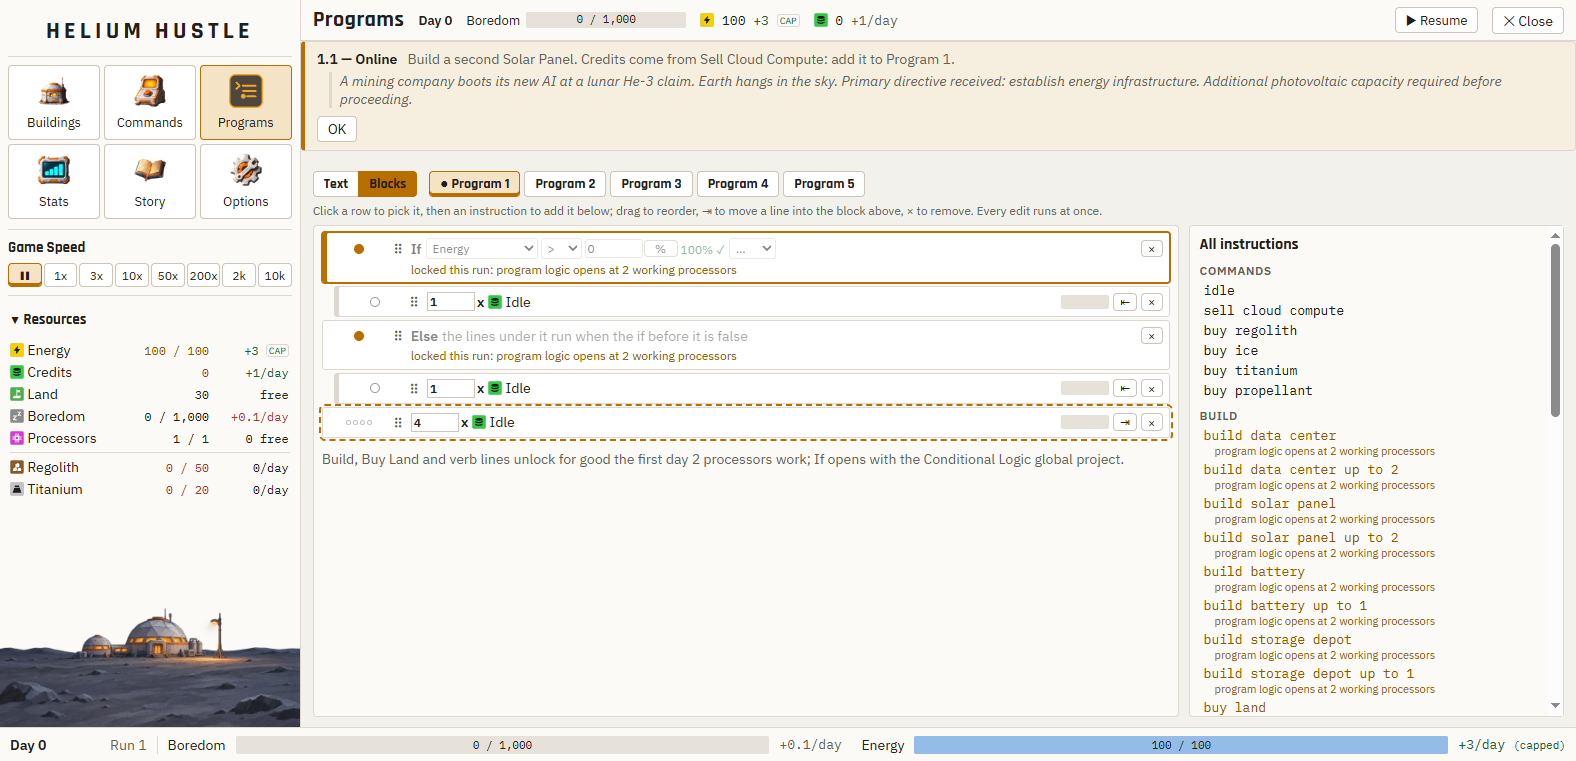 HELIUM HUSTLE
Buildings
Commands
Programs
Stats
Story
Options
Game Speed
1x
3x
10x
50x
200x
2k
10k
▼ Resources
Energy 100 / 100 +3 CAP
Credits 0 +1/day
Land 30 free
Boredom 0 / 1,000 +0.1/day
Processors 1 / 1 0 free
Regolith 0 / 50 0/day
Titanium 0 / 20 0/day
Programs Day 0 Boredom 0 / 1,000 100 +3 CAP 0 +1/day
▶ Resume
× Close
1.1 — Online Build a second Solar Panel. Credits come from Sell Cloud Compute: add it to Program 1.
A mining company boots its new AI at a lunar He-3 claim. Earth hangs in the sky. Primary directive received: establish energy infrastructure. Additional photovoltaic capacity required before
proceeding.
OK
Text
Blocks
● Program 1
Program 2
Program 3
Program 4
Program 5
Click a row to pick it, then an instruction to add it below; drag to reorder, ⇥ to move a line into the block above, × to remove. Every edit runs at once.
If Energy > 0 % 100% ✓ ... ×
locked this run: program logic opens at 2 working processors
1 x Idle ⇤ ×
Else the lines under it run when the if before it is false ×
locked this run: program logic opens at 2 working processors
1 x Idle ⇤ ×
4 x Idle ⇥ ×
Build, Buy Land and verb lines unlock for good the first day 2 processors work; If opens with the Conditional Logic global project.
All instructions
COMMANDS
idle
sell cloud compute
buy regolith
buy ice
buy titanium
buy propellant
BUILD
build data center
program logic opens at 2 working processors
build data center up to 2
program logic opens at 2 working processors
build solar panel
program logic opens at 2 working processors
build solar panel up to 2
program logic opens at 2 working processors
build battery
program logic opens at 2 working processors
build battery up to 1
program logic opens at 2 working processors
build storage depot
program logic opens at 2 working processors
build storage depot up to 1
program logic opens at 2 working processors
buy land
Day 0 Run 1 Boredom 0 / 1,000 +0.1/day Energy 100 / 100 +3/day (capped)